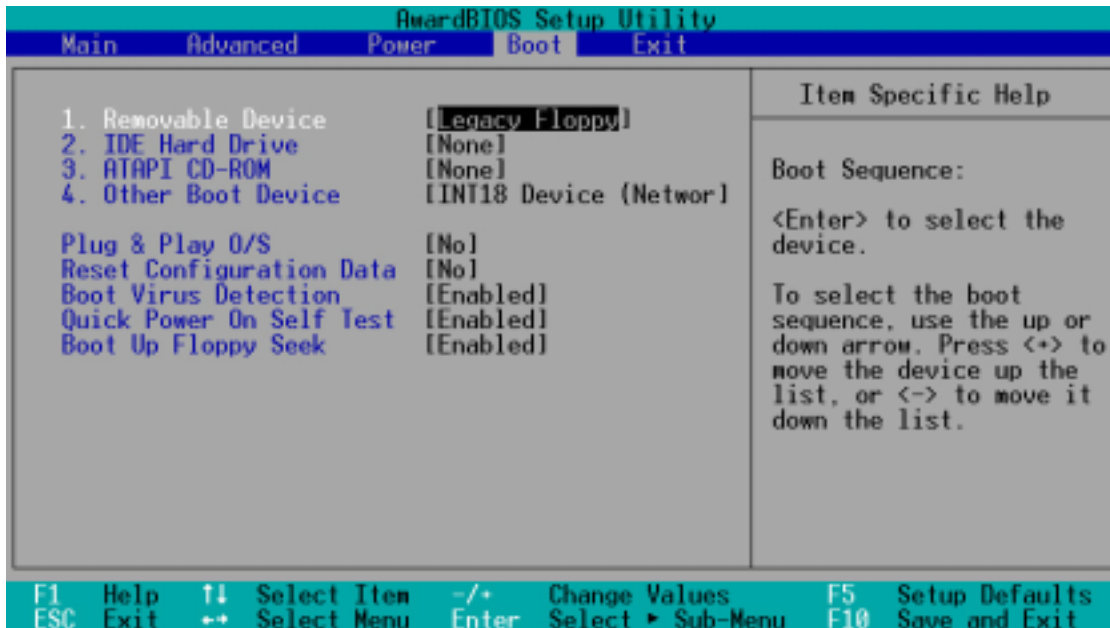 AwardBIOS Setup Utility
Main Advanced Power Boot Exit
1. Removable Device [Legacy Floppy]
2. IDE Hard Drive [None]
3. ATAPI CD-ROM [None]
4. Other Boot Device [INT18 Device (Networ]
Plug & Play O/S [No]
Reset Configuration Data [No]
Boot Virus Detection [Enabled]
Quick Power On Self Test [Enabled]
Boot Up Floppy Seek [Enabled]
Item Specific Help
Boot Sequence:
<Enter> to select the
device.
To select the boot
sequence, use the up or
down arrow. Press <+> to
move the device up the
list, or <-> to move it
down the list.
F1 Help ↑↓ Select Item -/+ Change Values F5 Setup Defaults
ESC Exit ←→ Select Menu Enter Select ► Sub-Menu F10 Save and Exit